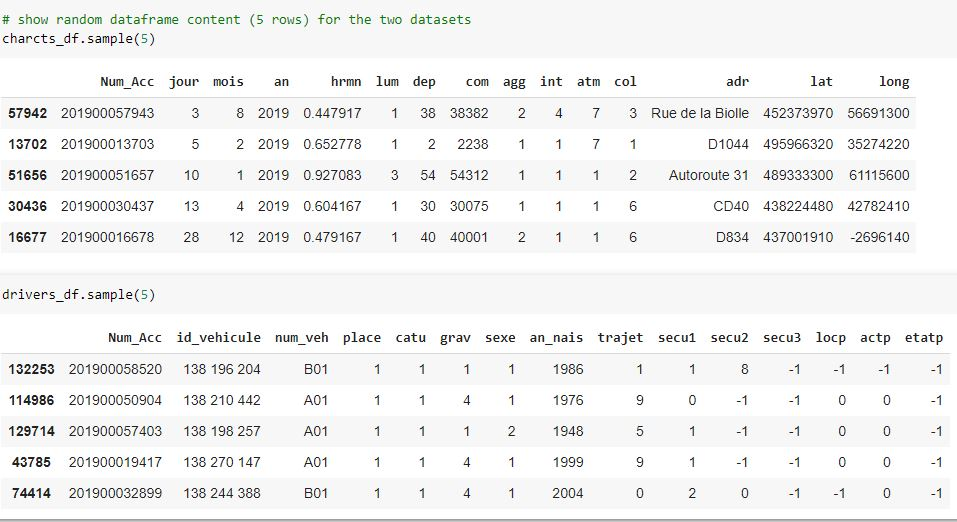 # show random dataframe content (5 rows) for the two datasets
charcts_df.sample(5)
Num_Acc jour mois an hrmn lum dep com agg int atm col adr lat long
57942 201900057943 3 8 2019 0.447917 1 38 38382 2 4 7 3 Rue de la Biolle 452373970 56691300
13702 201900013703 5 2 2019 0.652778 1 2 2238 1 1 7 1 D1044 495966320 35274220
51656 201900051657 10 1 2019 0.927083 3 54 54312 1 1 1 2 Autoroute 31 489333300 61115600
30436 201900030437 13 4 2019 0.604167 1 30 30075 1 1 1 6 CD40 438224480 42782410
16677 201900016678 28 12 2019 0.479167 1 40 40001 2 1 1 6 D834 437001910 -2696140
drivers_df.sample(5)
Num_Acc id_vehicule num_veh place catu grav sexe an_nais trajet secu1 secu2 secu3 locp actp etatp
132253 201900058520 138 196 204 B01 1 1 1 1 1986 1 1 8 -1 -1 -1 -1
114986 201900050904 138 210 442 A01 1 1 4 1 1976 9 0 -1 -1 0 0 -1
129714 201900057403 138 198 257 A01 1 1 1 2 1948 5 1 -1 -1 0 0 -1
43785 201900019417 138 270 147 A01 1 1 4 1 1999 9 1 -1 -1 0 0 -1
74414 201900032899 138 244 388 B01 1 1 4 1 2004 0 2 0 -1 -1 0 -1